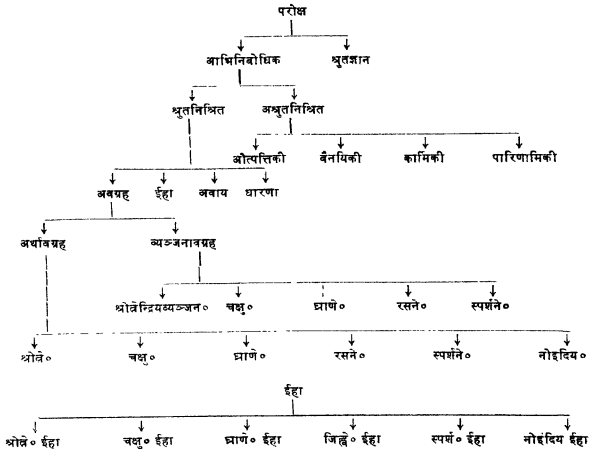 परोक्ष
आभिनिबोधिक श्रुतज्ञान
श्रुतनिश्रित अश्रुतनिश्रित
औत्पत्तिकी वैनयिकी कार्मिकी पारिणामिकी
अवग्रह ईहा अवाय धारणा
अर्थावग्रह व्यञ्जनावग्रह
श्रोत्रेन्द्रियव्यञ्जन० चक्षु० घ्राणे० रसने० स्पर्शने०
श्रोत्रे० चक्षु० घ्राणे० रसने० स्पर्शने० नोइंदिय०
ईहा
श्रोत्रे० ईहा चक्षु० ईहा घ्राणे० ईहा जिह्वे० ईहा स्पर्श० ईहा नोइंदिय ईहा